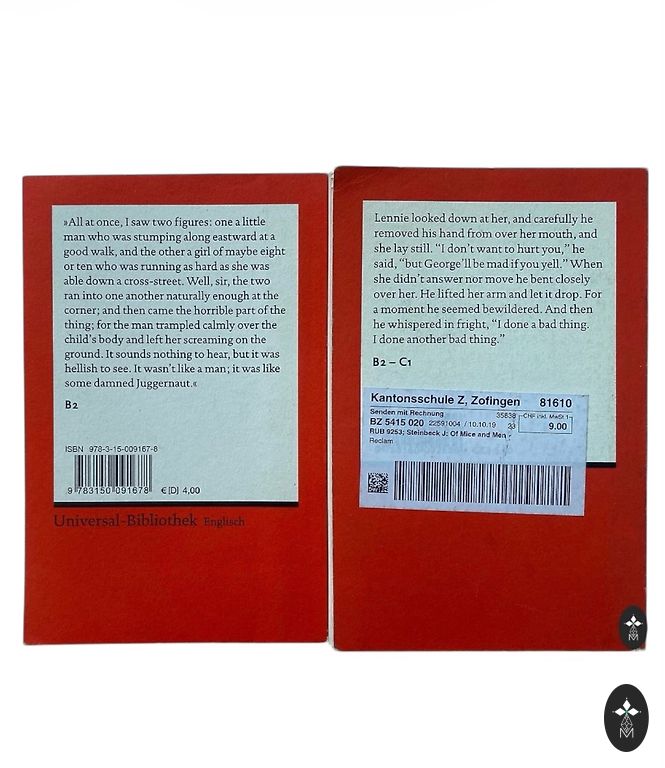 »All at once, I saw two figures: one a little
man who was stumping along eastward at a
good walk, and the other a girl of maybe eight
or ten who was running as hard as she was
able down a cross-street. Well, sir, the two
ran into one another naturally enough at the
corner; and then came the horrible part of the
thing; for the man trampled calmly over the
child's body and left her screaming on the
ground. It sounds nothing to hear, but it was
hellish to see. It wasn't like a man; it was like
some damned Juggernaut.«
B2
ISBN 978-3-15-009167-8
9 783150 091678
€ [D] 4,00
Universal-Bibliothek Englisch
Lennie looked down at her, and carefully he
removed his hand from over her mouth, and
she lay still. “I don't want to hurt you,” he
said, “but George'll be mad if you yell.” When
she didn't answer nor move he bent closely
over her. He lifted her arm and let it drop. For
a moment he seemed bewildered. And then
he whispered in fright, “I done a bad thing.
I done another bad thing.”
B2 – C1
Kantonsschule Z, Zofingen 81610
Senden mit Rechnung 35838 CHF inkl. MwSt
BZ 5415 020 22591004 / 10.10.19 23 9.00
RUB 9253; Steinbeck J: Of Mice and Men
Reclam
M
M